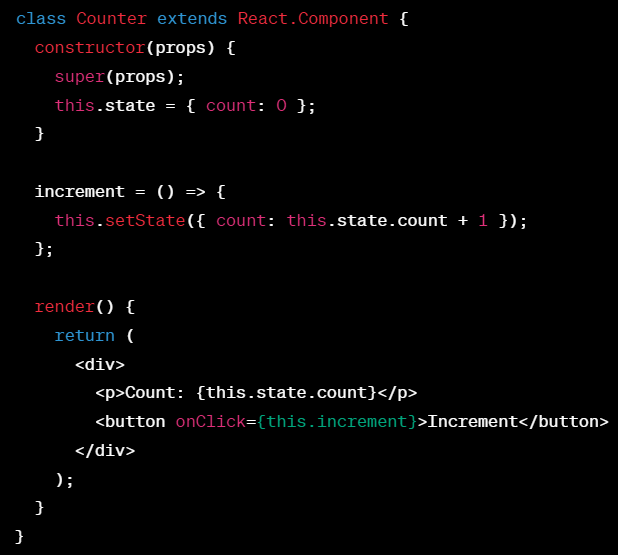 class Counter extends React.Component {
  constructor(props) {
    super(props);
    this.state = { count: 0 };
  }

  increment = () => {
    this.setState({ count: this.state.count + 1 });
  };

  render() {
    return (
      <div>
        <p>Count: {this.state.count}</p>
        <button onClick={this.increment}>Increment</button>
      </div>
    );
  }
}